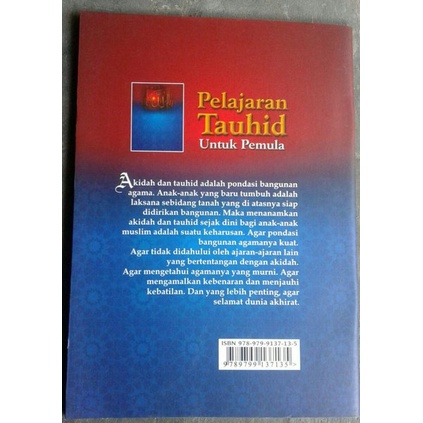 Pelajaran
Tauhid
Untuk Pemula
Akidah dan tauhid adalah pondasi bangunan
agama. Anak-anak yang baru tumbuh adalah
laksana sebidang tanah yang di atasnya siap
didirikan bangunan. Maka menanamkan
akidah dan tauhid sejak dini bagi anak-anak
muslim adalah suatu keharusan. Agar pondasi
bangunan agamanya kuat.
Agar tidak didahului oleh ajaran-ajaran lain
yang bertentangan dengan akidah.
Agar mengetahui agamanya yang murni. Agar
mengamalkan kebenaran dan menjauhi
kebatilan. Dan yang lebih penting, agar
selamat dunia akhirat.
ISBN 978-979-9137-13-5
9789799137135